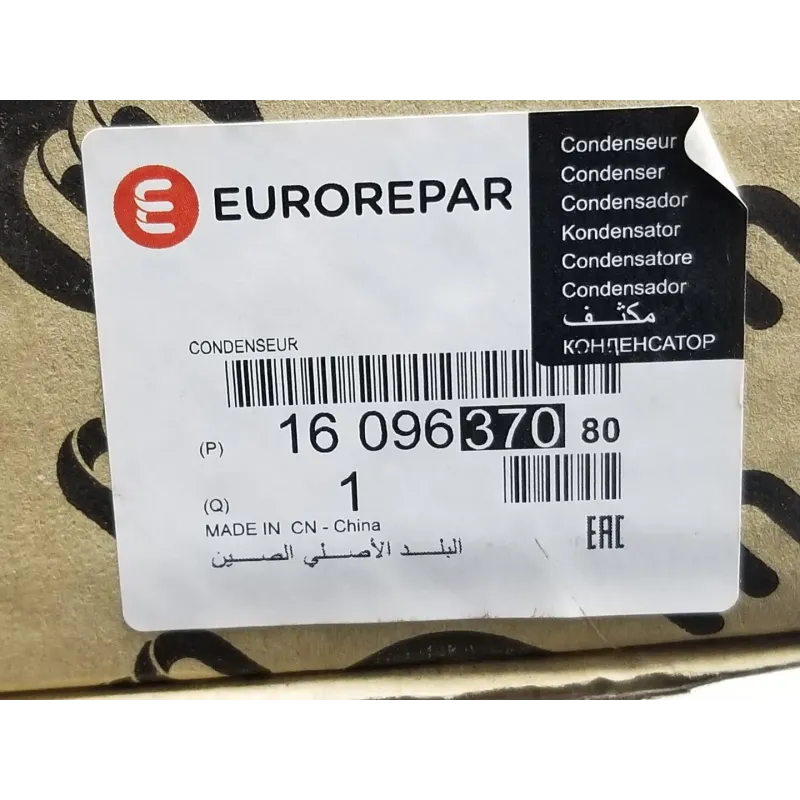 EUROREPAR
Condenseur
Condenser
Condensador
Kondensator
Condensatore
Condensador
مكثف
КОНДЕНСАТОР
CONDENSEUR
(P) 16 096 370 80
(Q) 1
MADE IN CN - China
البلد الأصلي الصين
EAC